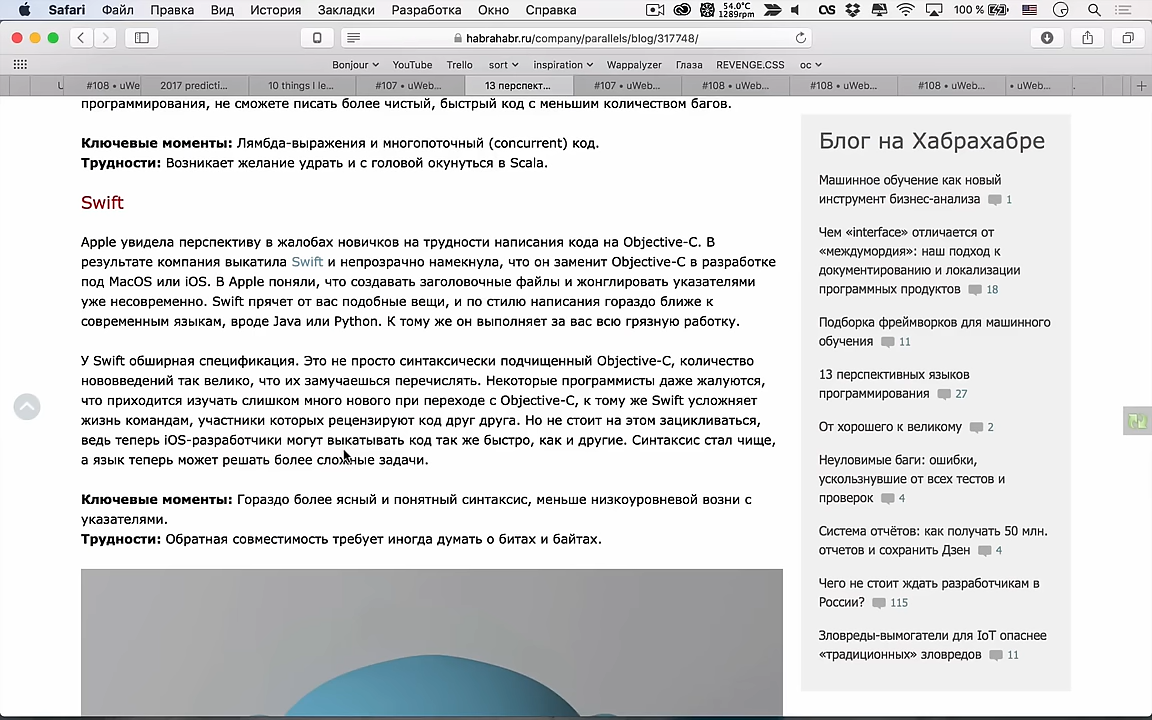 Safari Файл Правка Вид История Закладки Разработка Окно Справка 54.0°C 1289rpm 100 %
habrahabr.ru/company/parallels/blog/317748/
Bonjour YouTube Trello sort inspiration Wappalyzer Глаза REVENGE.CSS ос
#108 • uWe 2017 predicti... 10 things I le... #107 • uWeb... 13 перспект... #107 • uWeb... #108 • uWeb... #108 • uWeb... #108 • uWeb... • uWeb...
программирования, не сможете писать более чистый, быстрый код с меньшим количеством багов.
Ключевые моменты: Лямбда-выражения и многопоточный (concurrent) код.
Трудности: Возникает желание удрать и с головой окунуться в Scala.
Swift
Apple увидела перспективу в жалобах новичков на трудности написания кода на Objective-C. В
результате компания выкатила Swift и непрозрачно намекнула, что он заменит Objective-C в разработке
под MacOS или iOS. В Apple поняли, что создавать заголовочные файлы и жонглировать указателями
уже несовременно. Swift прячет от вас подобные вещи, и по стилю написания гораздо ближе к
современным языкам, вроде Java или Python. К тому же он выполняет за вас всю грязную работку.
У Swift обширная спецификация. Это не просто синтаксически подчищенный Objective-C, количество
нововведений так велико, что их замучаешься перечислять. Некоторые программисты даже жалуются,
что приходится изучать слишком много нового при переходе с Objective-C, к тому же Swift усложняет
жизнь командам, участники которых рецензируют код друг друга. Но не стоит на этом зацикливаться,
ведь теперь iOS-разработчики могут выкатывать код так же быстро, как и другие. Синтаксис стал чище,
а язык теперь может решать более сложные задачи.
Ключевые моменты: Гораздо более ясный и понятный синтаксис, меньше низкоуровневой возни с
указателями.
Трудности: Обратная совместимость требует иногда думать о битах и байтах.
Блог на Хабрахабре
Машинное обучение как новый
инструмент бизнес-анализа 1
Чем «interface» отличается от
«междумордия»: наш подход к
документированию и локализации
программных продуктов 18
Подборка фреймворков для машинного
обучения 11
13 перспективных языков
программирования 27
От хорошего к великому 2
Неуловимые баги: ошибки,
ускользнувшие от всех тестов и
проверок 4
Система отчётов: как получать 50 млн.
отчетов и сохранить Дзен 4
Чего не стоит ждать разработчикам в
России? 115
Зловреды-вымогатели для IoT опаснее
«традиционных» зловредов 11